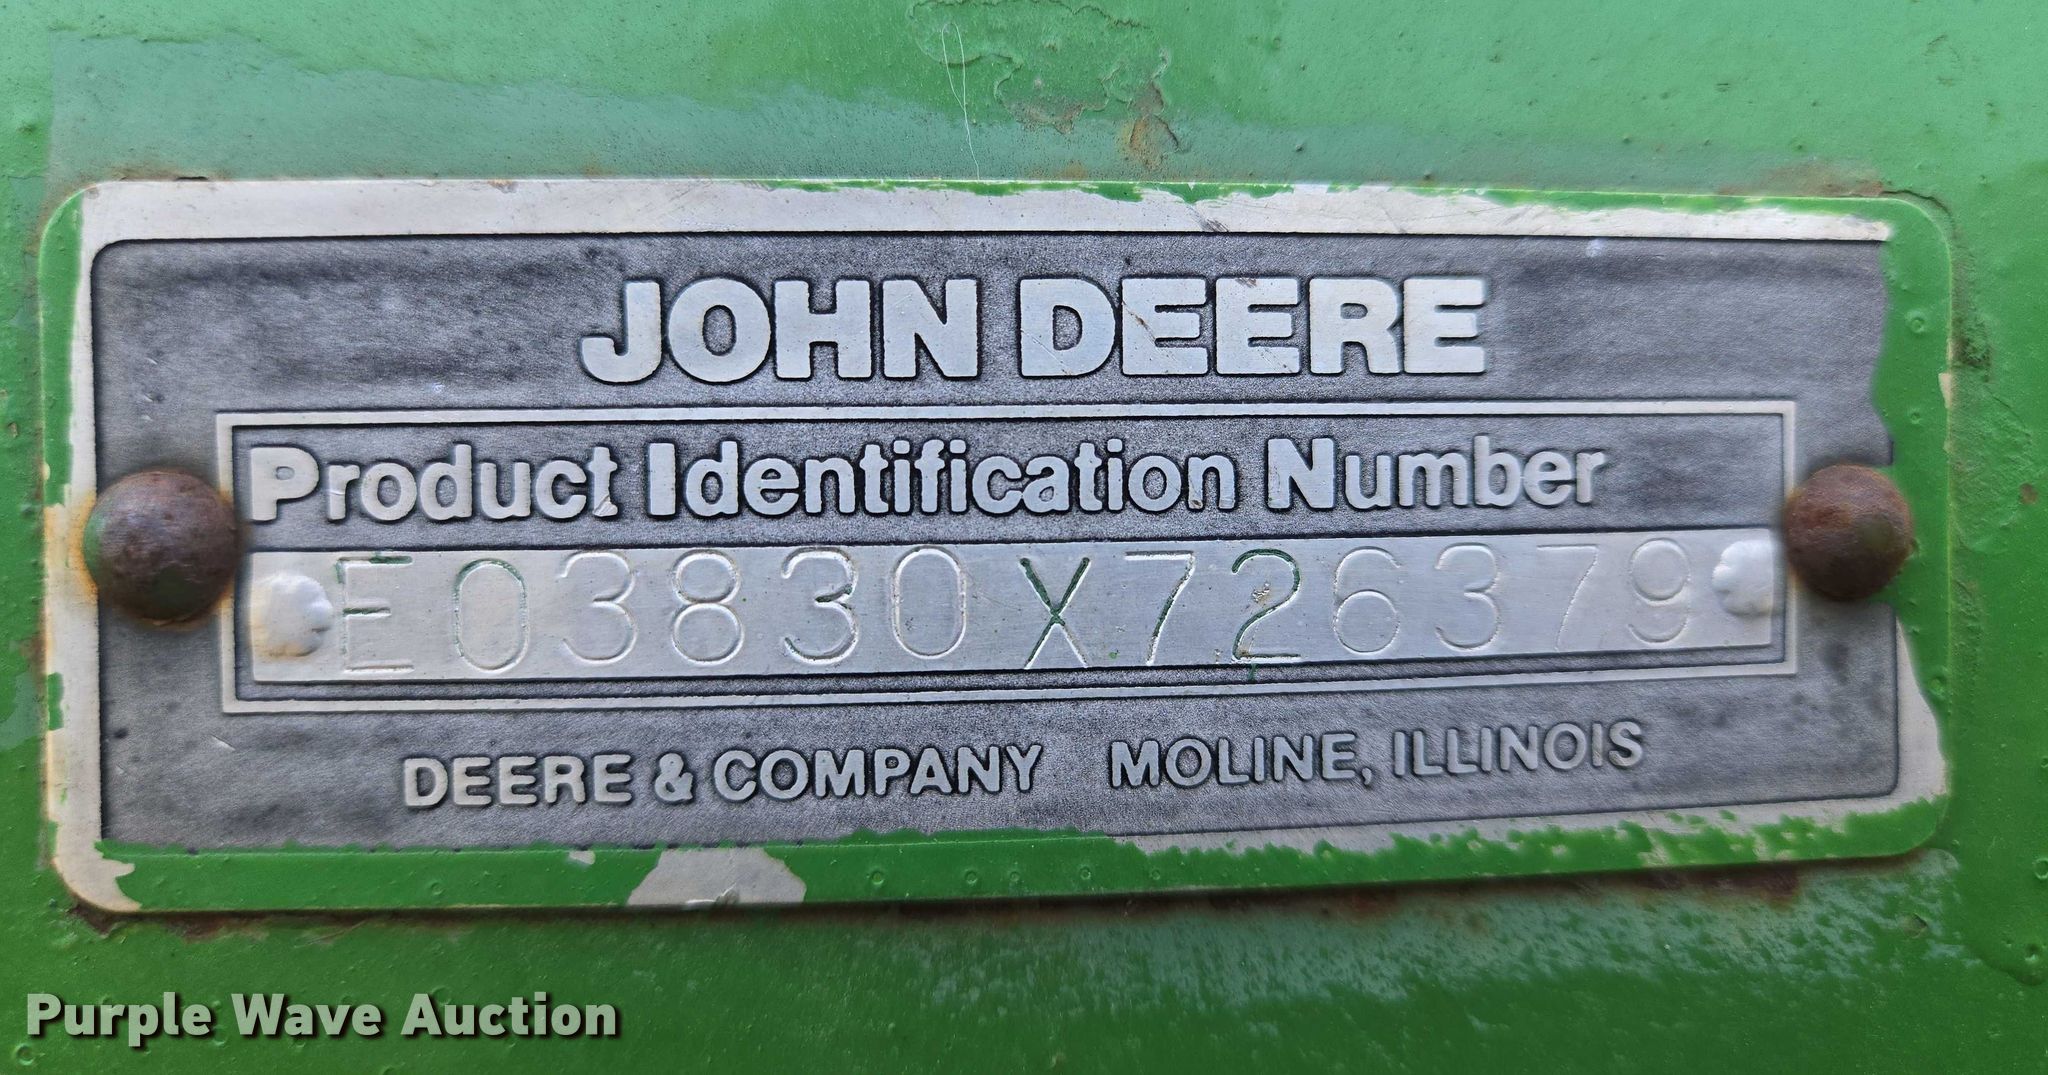 JOHN DEERE
Product Identification Number
E03830X726379
DEERE & COMPANY MOLINE, ILLINOIS
Purple Wave Auction